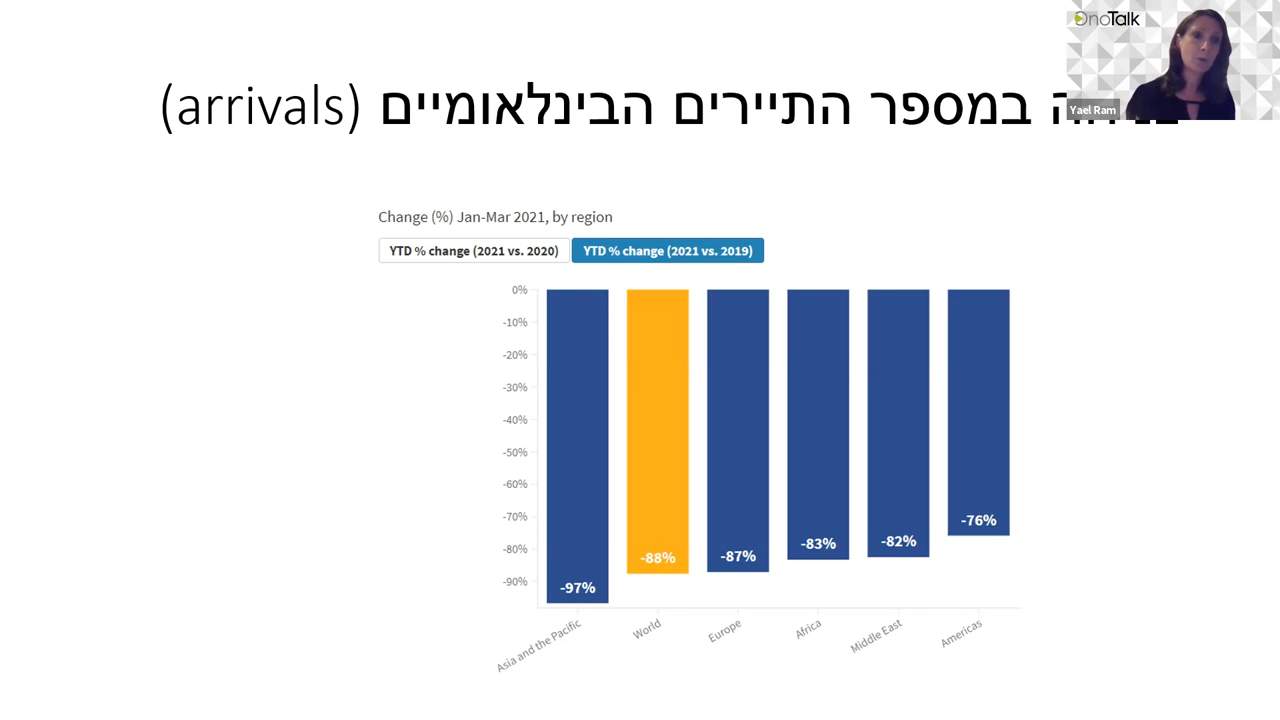 OnoTalk
Yael Ram
במספר התיירים הבינלאומיים (arrivals)
Change (%) Jan-Mar 2021, by region
YTD % change (2021 vs. 2020) YTD % change (2021 vs. 2019)
0%
-10%
-20%
-30%
-40%
-50%
-60%
-70%
-80%
-90%
-97%
-88%
-87%
-83%
-82%
-76%
Asia and the Pacific
World
Europe
Africa
Middle East
Americas